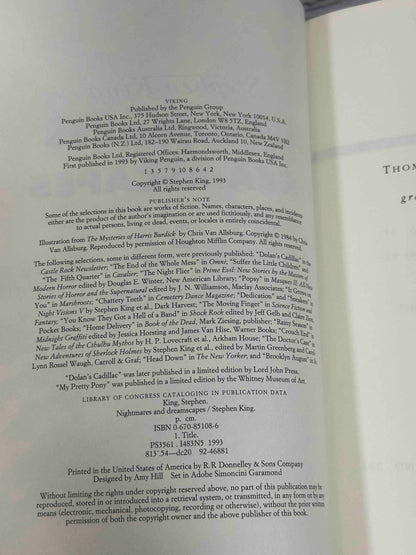 VIKING
Published by the Penguin Group
Penguin Books USA Inc., 375 Hudson Street, New York, New York 10014, U.S.A.
Penguin Books Ltd, 27 Wrights Lane, London W8 5TZ, England
Penguin Books Australia Ltd, Ringwood, Victoria, Australia
Penguin Books Canada Ltd, 10 Alcorn Avenue, Toronto, Ontario, Canada M4V 3B2
Penguin Books (N.Z.) Ltd, 182–190 Wairau Road, Auckland 10, New Zealand
Penguin Books Ltd, Registered Offices: Harmondsworth, Middlesex, England
First published in 1993 by Viking Penguin, a division of Penguin Books USA Inc.
1 3 5 7 9 10 8 6 4 2
Copyright © Stephen King, 1993
All rights reserved
PUBLISHER'S NOTE
Some of the selections in this book are works of fiction. Names, characters, places, and incidents
either are the product of the author's imagination or are used fictitiously, and any resemblance
to actual persons, living or dead, events, or locales is entirely coincidental.
Illustration from The Mysteries of Harris Burdick by Chris Van Allsburg. Copyright © 1984 by Chris
Van Allsburg. Reproduced by permission of Houghton Mifflin Company. All rights reserved.
The following selections, some in different form, were previously published: "Dolan's Cadillac" in
Castle Rock Newsletter; "The End of the Whole Mess" in Omni; "Suffer the Little Children" and
"The Fifth Quarter" in Cavalier; "The Night Flier" in Prime Evil: New Stories by the Masters of
Modern Horror edited by Douglas E. Winter, New American Library; "Popsy" in Masques II: All New
Stories of Horror and the Supernatural edited by J. N. Williamson, Maclay Associates; "It Grows on
You" in Marshroots; "Chattery Teeth" in Cemetery Dance Magazine; "Dedication" and "Sneakers" in
Night Visions V by Stephen King et al., Dark Harvest; "The Moving Finger" in Science Fiction and
Fantasy; "You Know They Got a Hell of a Band" in Shock Rock edited by Jeff Gelb and Claire Zion,
Pocket Books; "Home Delivery" in Book of the Dead, Mark Ziesing, publisher; "Rainy Season" in
Midnight Graffiti edited by Jessica Horsting and James Van Hise, Warner Books; "Crouch End" in
New Tales of the Cthulhu Mythos by H. P. Lovecraft et al., Arkham House; "The Doctor's Case" in
New Adventures of Sherlock Holmes by Stephen King et al., edited by Martin Greenberg and Carol-
Lynn Rossel Waugh, Carroll & Graf; "Head Down" in The New Yorker; and "Brooklyn August" in
"Dolan's Cadillac" was later published in a limited edition by Lord John Press.
"My Pretty Pony" was published in a limited edition by the Whitney Museum of Art.
LIBRARY OF CONGRESS CATALOGING IN PUBLICATION DATA
King, Stephen.
Nightmares and dreamscapes / Stephen King.
p. cm.
ISBN 0-670-85108-6
1. Title.
PS3561.I483N5 1993
813'.54—dc20 92-46881
Printed in the United States of America by R.R. Donnelley & Sons Company
Designed by Amy Hill Set in Adobe Simoncini Garamond
Without limiting the rights under copyright reserved above, no part of this publication may be
reproduced, stored in or introduced into a retrieval system, or transmitted, in any form or by any
means (electronic, mechanical, photocopying, recording or otherwise), without the prior written
permission of both the copyright owner and the above publisher of this book.
THOM
gr